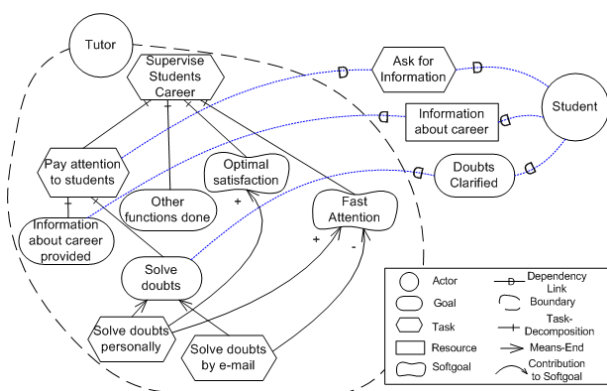 Tutor
Supervise
Students
Career
Ask for
Information
D
D
Student
Information
about career
D
D
Doubts
Clarified
D
D
Pay attention
to students
Optimal
satisfaction
Other
functions done
Fast
Attention
Information
about career
provided
+
+
-
Solve
doubts
Solve doubts
personally
Solve doubts
by e-mail
Actor
Goal
Task
Resource
Softgoal
D
Dependency
Link
Boundary
Task-
Decomposition
Means-End
Contribution
to Softgoal